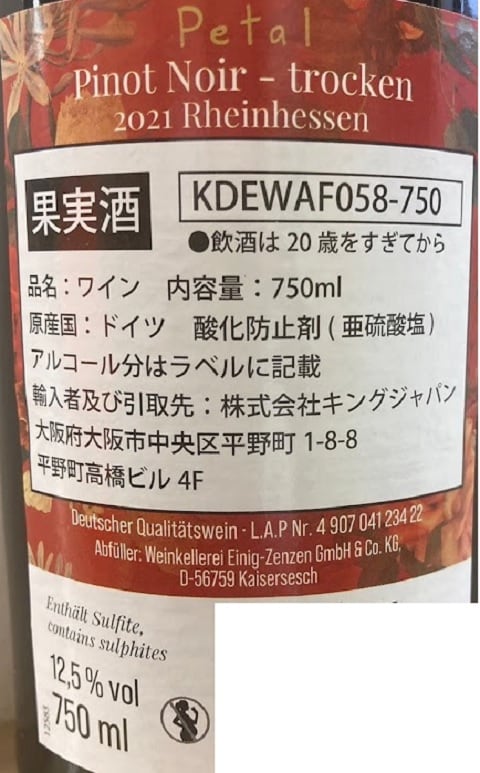 Petal
Pinot Noir - trocken
2021 Rheinhessen
果実酒
KDEWAF058-750
●飲酒は20歳をすぎてから
品名：ワイン　内容量：750ml
原産国：ドイツ　酸化防止剤(亜硫酸塩)
アルコール分はラベルに記載
輸入者及び引取先：株式会社キングジャパン
大阪府大阪市中央区平野町 1-8-8
平野町高橋ビル 4F
Deutscher Qualitätswein - L.A.P Nr. 4 907 041 234 22
Abfüller: Weinkellerei Einig-Zenzen GmbH & Co. KG,
D-56759 Kaisersesch
Enthält Sulfite,
contains sulphites
12,5 % vol
750 ml
12583